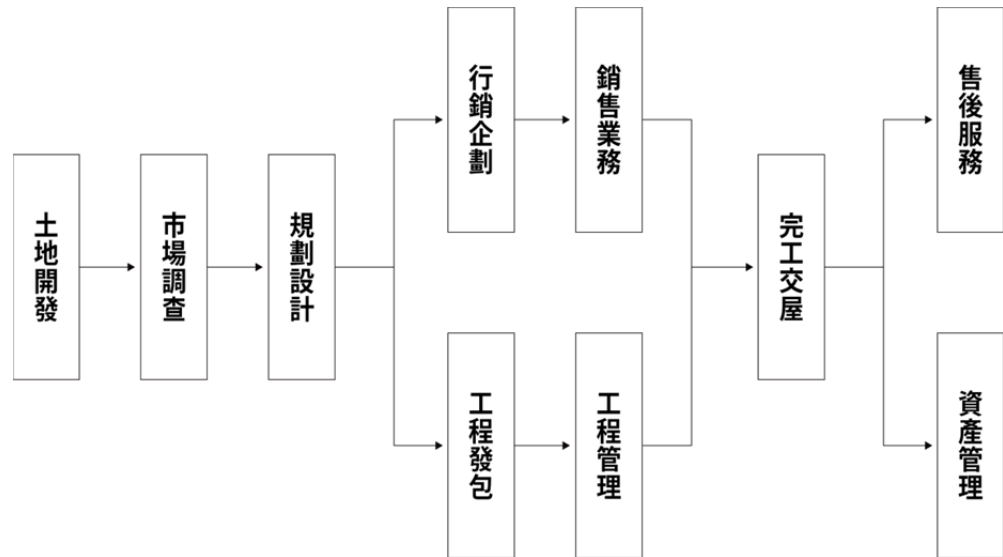 土地開發
市場調查
規劃設計
行銷企劃
銷售業務
工程發包
工程管理
完工交屋
售後服務
資產管理